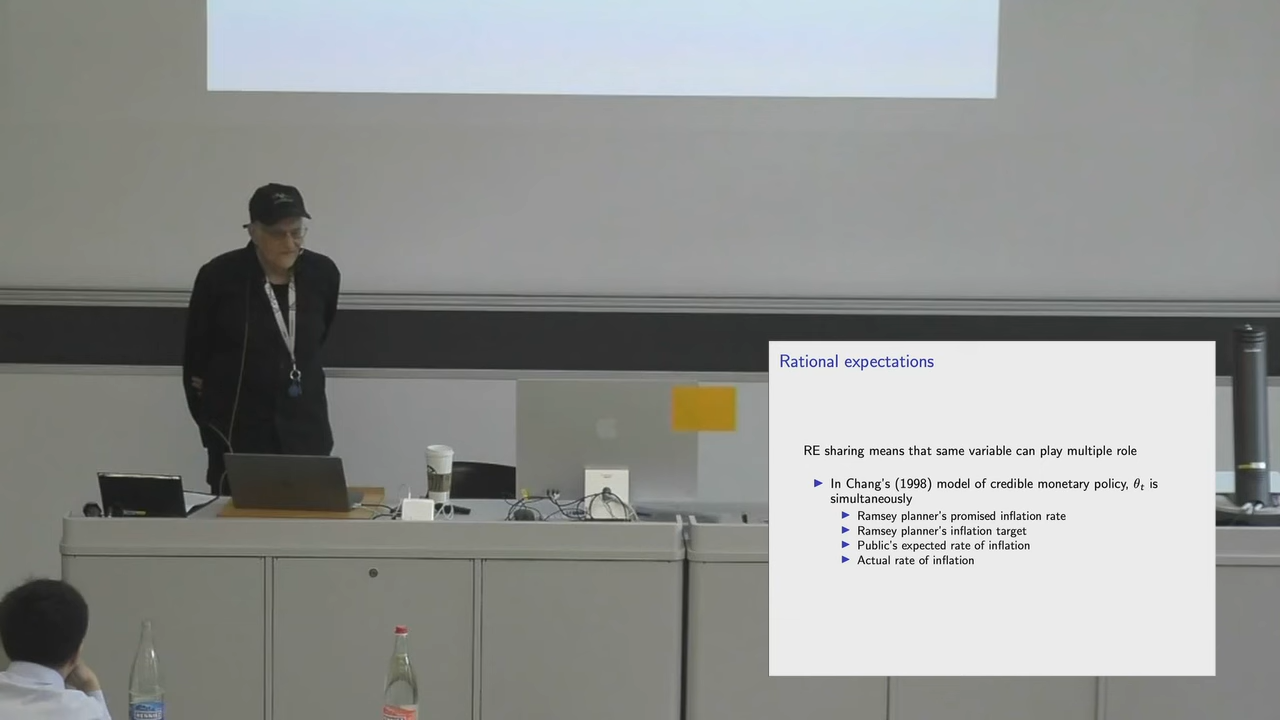 Rational expectations
RE sharing means that same variable can play multiple role
In Chang's (1998) model of credible monetary policy, θt is
simultaneously
Ramsey planner's promised inflation rate
Ramsey planner's inflation target
Public's expected rate of inflation
Actual rate of inflation